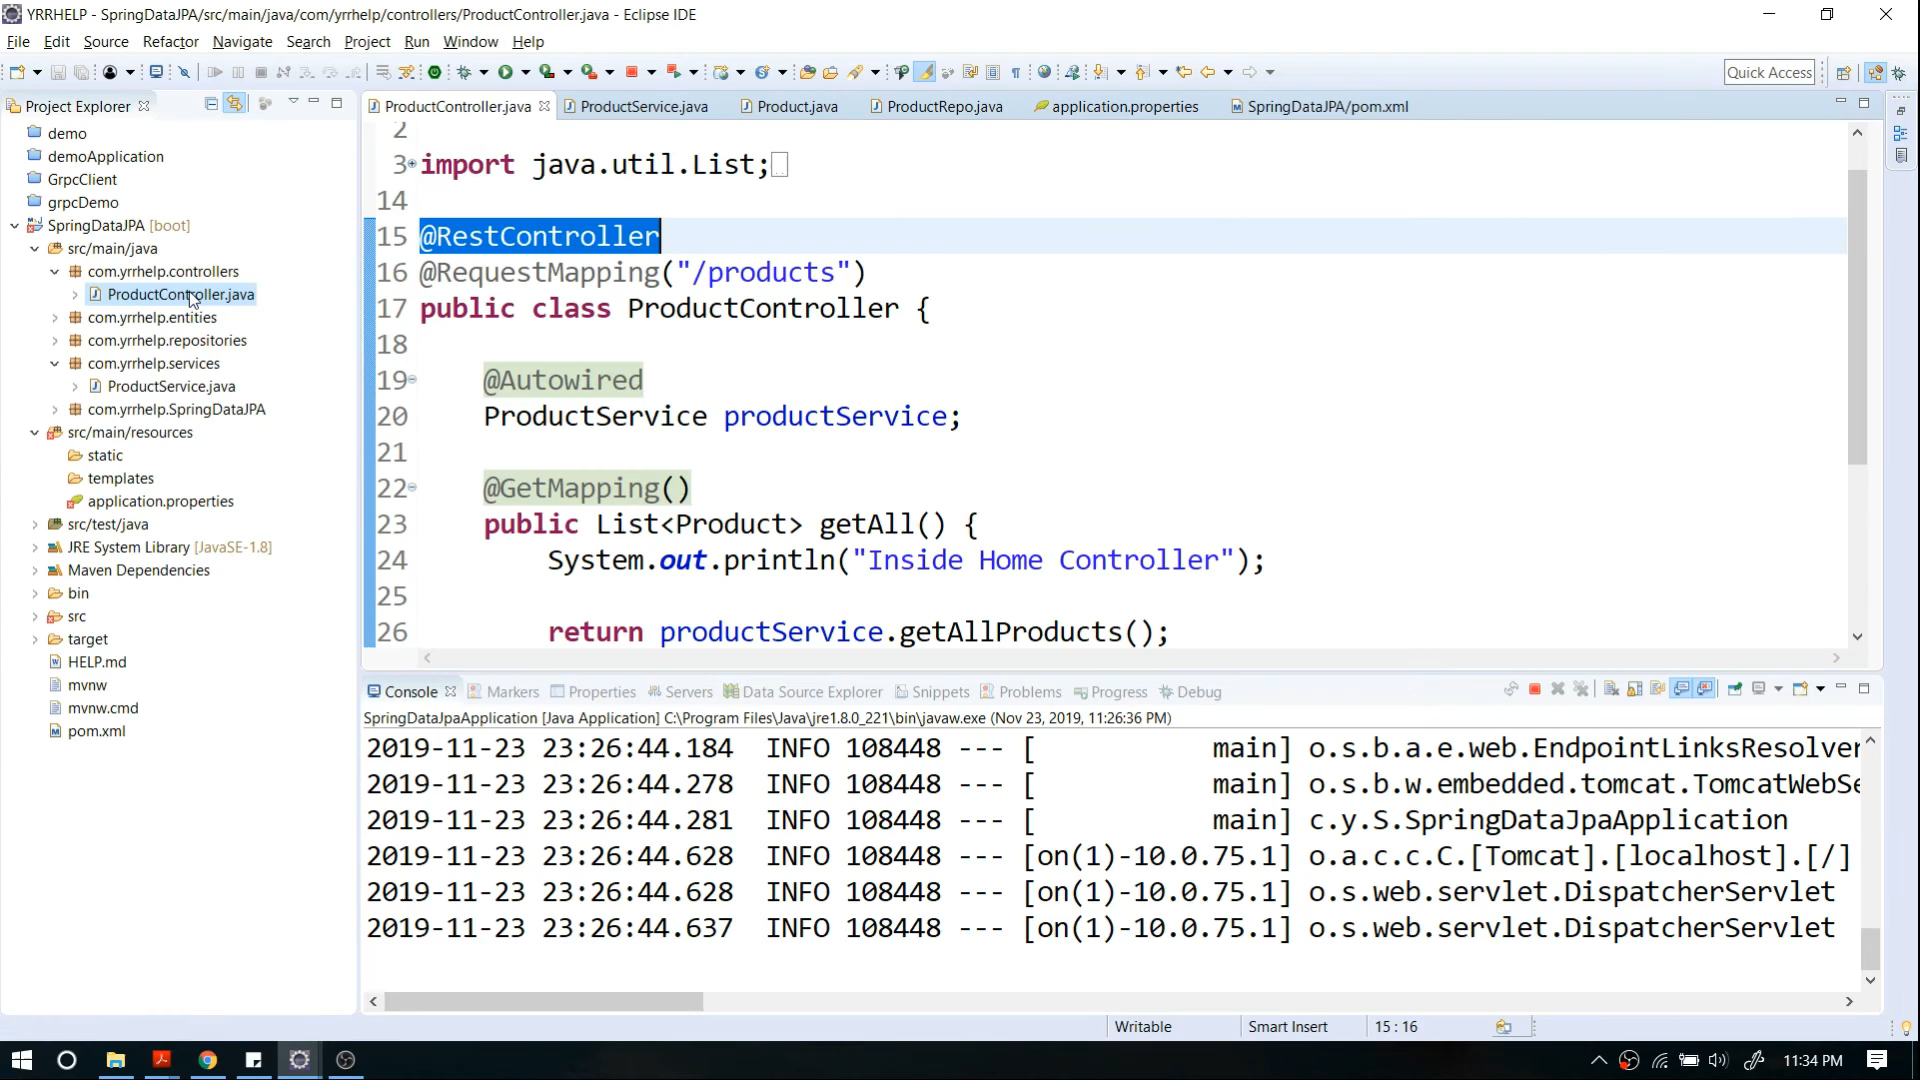 YRRHELP - SpringDataJPA/src/main/java/com/yrrhelp/controllers/ProductController.java - Eclipse IDE
File Edit Source Refactor Navigate Search Project Run Window Help
Quick Access
Project Explorer
demo
demoApplication
GrpcClient
grpcDemo
SpringDataJPA [boot]
src/main/java
com.yrrhelp.controllers
ProductController.java
com.yrrhelp.entities
com.yrrhelp.repositories
com.yrrhelp.services
ProductService.java
com.yrrhelp.SpringDataJPA
src/main/resources
static
templates
application.properties
src/test/java
JRE System Library [JavaSE-1.8]
Maven Dependencies
bin
src
target
HELP.md
mvnw
mvnw.cmd
pom.xml
ProductController.java ProductService.java Product.java ProductRepo.java application.properties SpringDataJPA/pom.xml
2
3 import java.util.List;
14
15 @RestController
16 @RequestMapping("/products")
17 public class ProductController {
18
19 @Autowired
20 ProductService productService;
21
22 @GetMapping()
23 public List<Product> getAll() {
24 System.out.println("Inside Home Controller");
25
26 return productService.getAllProducts();
Console Markers Properties Servers Data Source Explorer Snippets Problems Progress Debug
SpringDataJpaApplication [Java Application] C:\Program Files\Java\jre1.8.0_221\bin\javaw.exe (Nov 23, 2019, 11:26:36 PM)
2019-11-23 23:26:44.184 INFO 108448 --- [ main] o.s.b.a.e.web.EndpointLinksResolver
2019-11-23 23:26:44.278 INFO 108448 --- [ main] o.s.b.w.embedded.tomcat.TomcatWebSe
2019-11-23 23:26:44.281 INFO 108448 --- [ main] c.y.S.SpringDataJpaApplication
2019-11-23 23:26:44.628 INFO 108448 --- [on(1)-10.0.75.1] o.a.c.c.C.[Tomcat].[localhost].[/]
2019-11-23 23:26:44.628 INFO 108448 --- [on(1)-10.0.75.1] o.s.web.servlet.DispatcherServlet
2019-11-23 23:26:44.637 INFO 108448 --- [on(1)-10.0.75.1] o.s.web.servlet.DispatcherServlet
Writable Smart Insert 15 : 16
11:34 PM